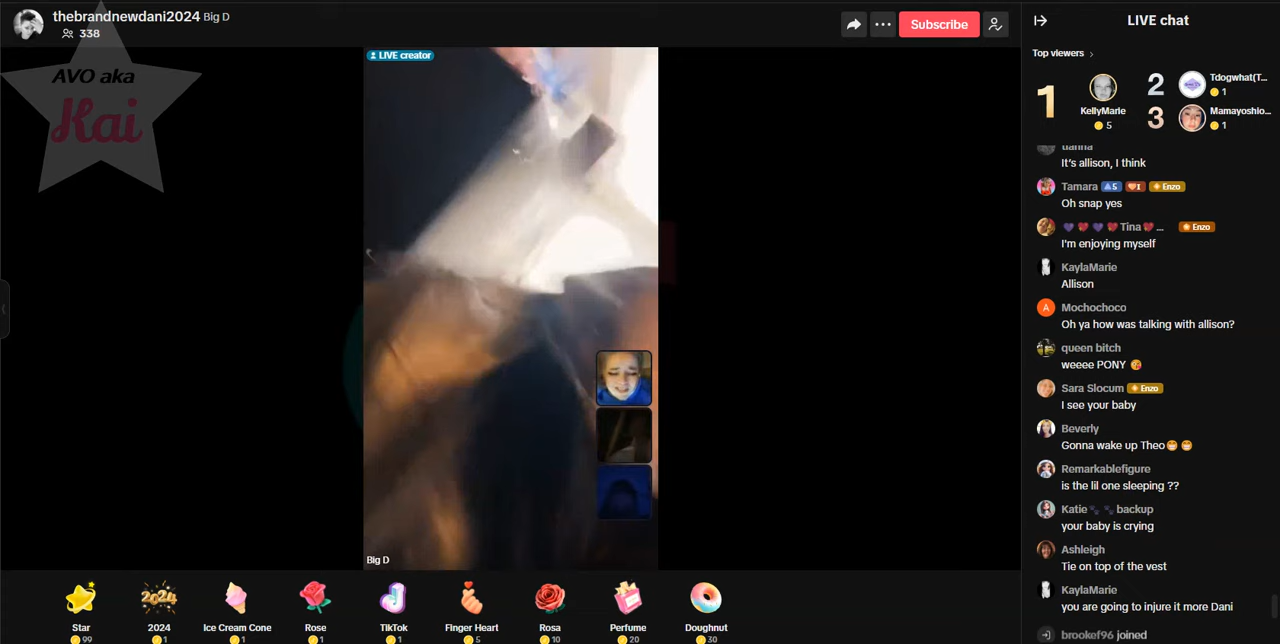 thebrandnewdani2024 Big D
338
Subscribe
AVO aka
Kai
LIVE creator
Big D
Star
99
2024
1
Ice Cream Cone
1
Rose
1
TikTok
1
Finger Heart
5
Rosa
10
Perfume
20
Doughnut
30
LIVE chat
Top viewers
1
KellyMarie
5
2
Tdogwhat(T...
1
3
Mamayoshio...
1
It's allison, I think
Tamara 5 I Enzo
Oh snap yes
Tina ... Enzo
I'm enjoying myself
KaylaMarie
Allison
A Mochochoco
Oh ya how was talking with allison?
queen bitch
weeee PONY 😘
Sara Slocum Enzo
I see your baby
Beverly
Gonna wake up Theo😁😁
Remarkablefigure
is the lil one sleeping ??
Katie🐾🐾backup
your baby is crying
Ashleigh
Tie on top of the vest
KaylaMarie
you are going to injure it more Dani
brookef96 joined